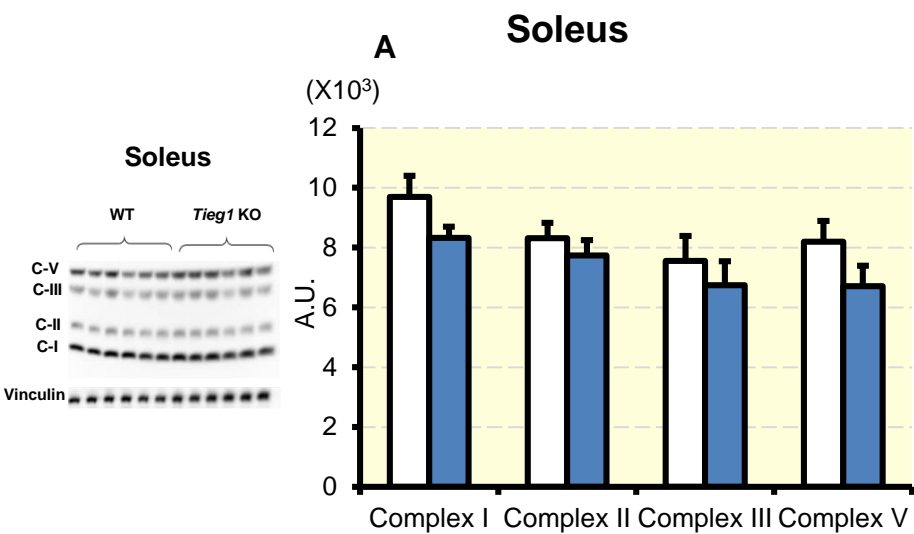 Soleus
WT Tieg1 KO
C-V
C-III
C-II
C-I
Vinculin
A
Soleus
(X10³)
A.U.
12
10
8
6
4
2
0
Complex I Complex II Complex III Complex V